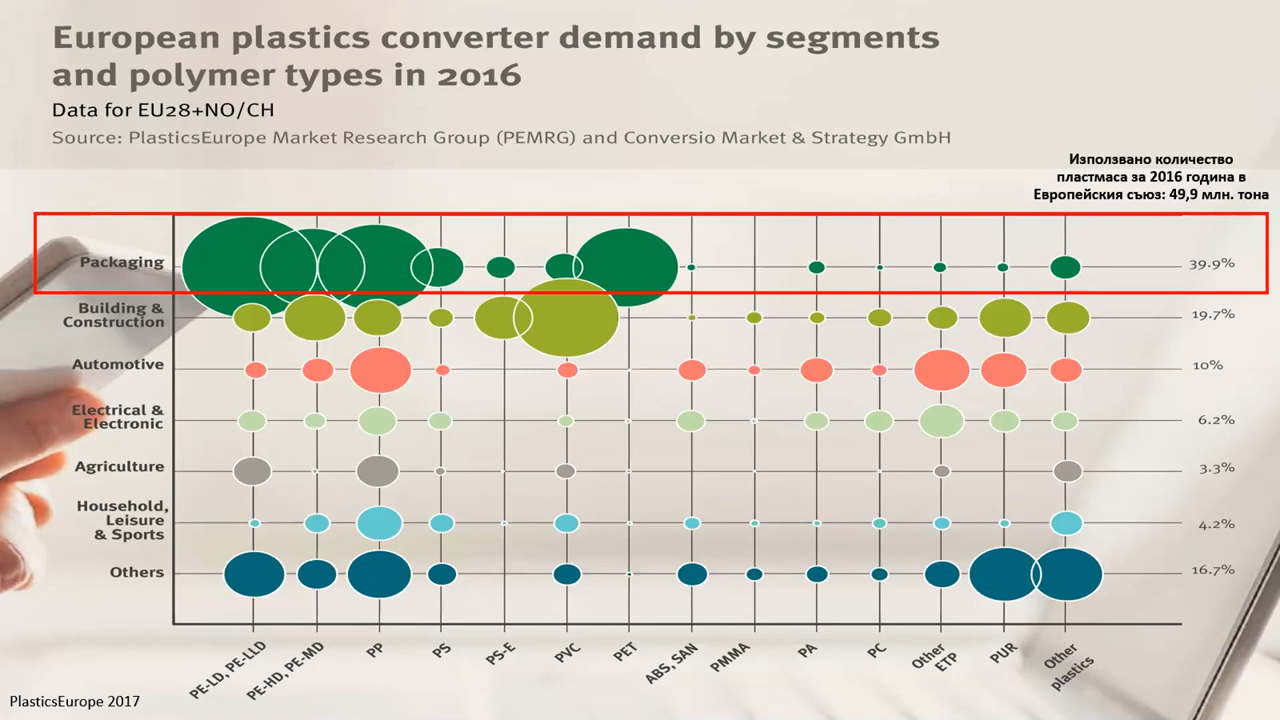 European plastics converter demand by segments
and polymer types in 2016
Data for EU28+NO/CH
Source: PlasticsEurope Market Research Group (PEMRG) and Conversio Market & Strategy GmbH
Използвано количество
пластмаса за 2016 година в
Европейския съюз: 49,9 млн. тона
Packaging
39.9%
Building &
Construction
19.7%
Automotive
10%
Electrical &
Electronic
6.2%
Agriculture
3.3%
Household,
Leisure
& Sports
4.2%
Others
16.7%
PE-LD, PE-LLD
PE-HD, PE-MD
PP
PS
PS-E
PVC
PET
ABS, SAN
PMMA
PA
PC
Other
ETP
PUR
Other
plastics
PlasticsEurope 2017